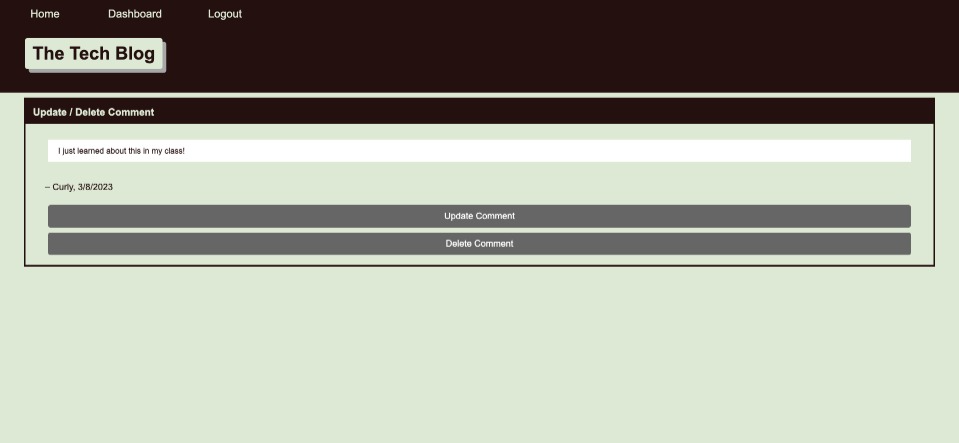 Home Dashboard Logout
The Tech Blog
Update / Delete Comment
I just learned about this in my class!
– Curly, 3/8/2023
Update Comment
Delete Comment